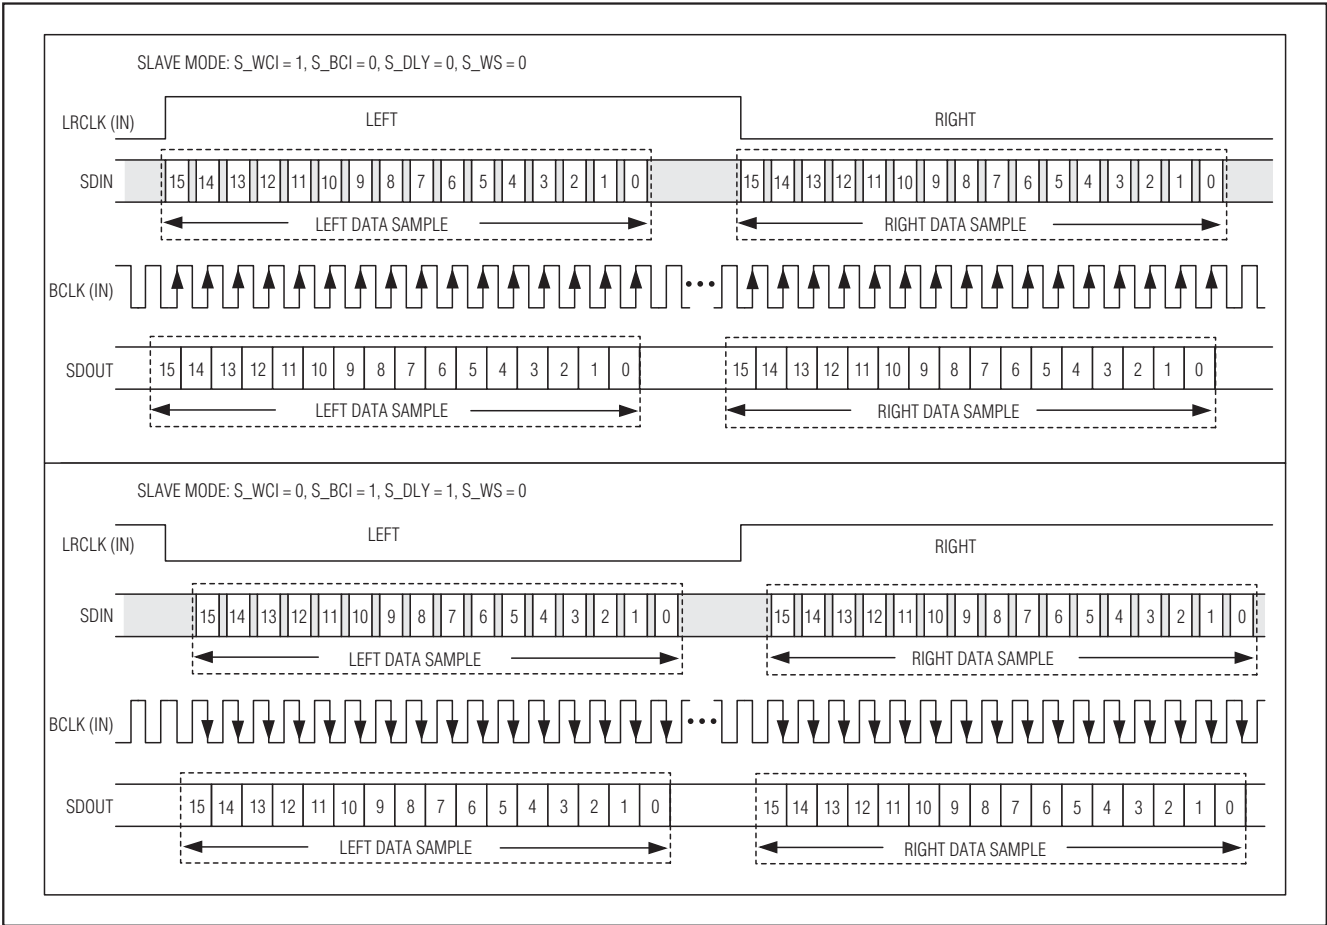 SLAVE MODE: S_WCI = 1, S_BCI = 0, S_DLY = 0, S_WS = 0
LRCLK (IN) LEFT RIGHT
SDIN 15 14 13 12 11 10 9 8 7 6 5 4 3 2 1 0 15 14 13 12 11 10 9 8 7 6 5 4 3 2 1 0
LEFT DATA SAMPLE RIGHT DATA SAMPLE
BCLK (IN)
SDOUT 15 14 13 12 11 10 9 8 7 6 5 4 3 2 1 0 15 14 13 12 11 10 9 8 7 6 5 4 3 2 1 0
LEFT DATA SAMPLE RIGHT DATA SAMPLE
SLAVE MODE: S_WCI = 0, S_BCI = 1, S_DLY = 1, S_WS = 0
LRCLK (IN) LEFT RIGHT
SDIN 15 14 13 12 11 10 9 8 7 6 5 4 3 2 1 0 15 14 13 12 11 10 9 8 7 6 5 4 3 2 1 0
LEFT DATA SAMPLE RIGHT DATA SAMPLE
BCLK (IN)
SDOUT 15 14 13 12 11 10 9 8 7 6 5 4 3 2 1 0 15 14 13 12 11 10 9 8 7 6 5 4 3 2 1 0
LEFT DATA SAMPLE RIGHT DATA SAMPLE